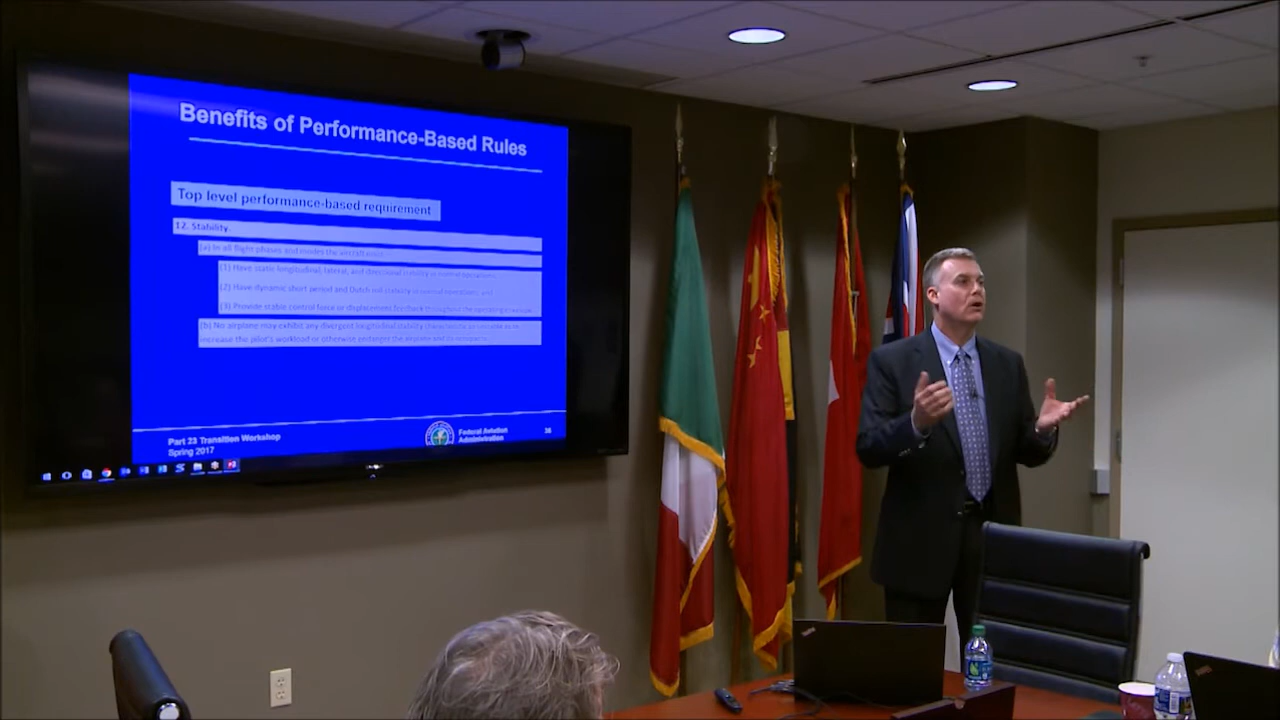 Benefits of Performance-Based Rules
Top level performance-based requirement
12. Stability.
(a) In all flight phases and modes the aircraft must:
(1) Have static longitudinal, lateral, and directional stability in normal operations;
(2) Have dynamic short period and Dutch roll stability in normal operations; and
(3) Provide stable control force or displacement feedback throughout the operating envelope.
(b) No airplane may exhibit any divergent longitudinal stability characteristic
increase the pilot's workload or otherwise endanger the airplane and its occupants.
Part 23 Transition Workshop
Spring 2017
Federal Aviation
Administration
36